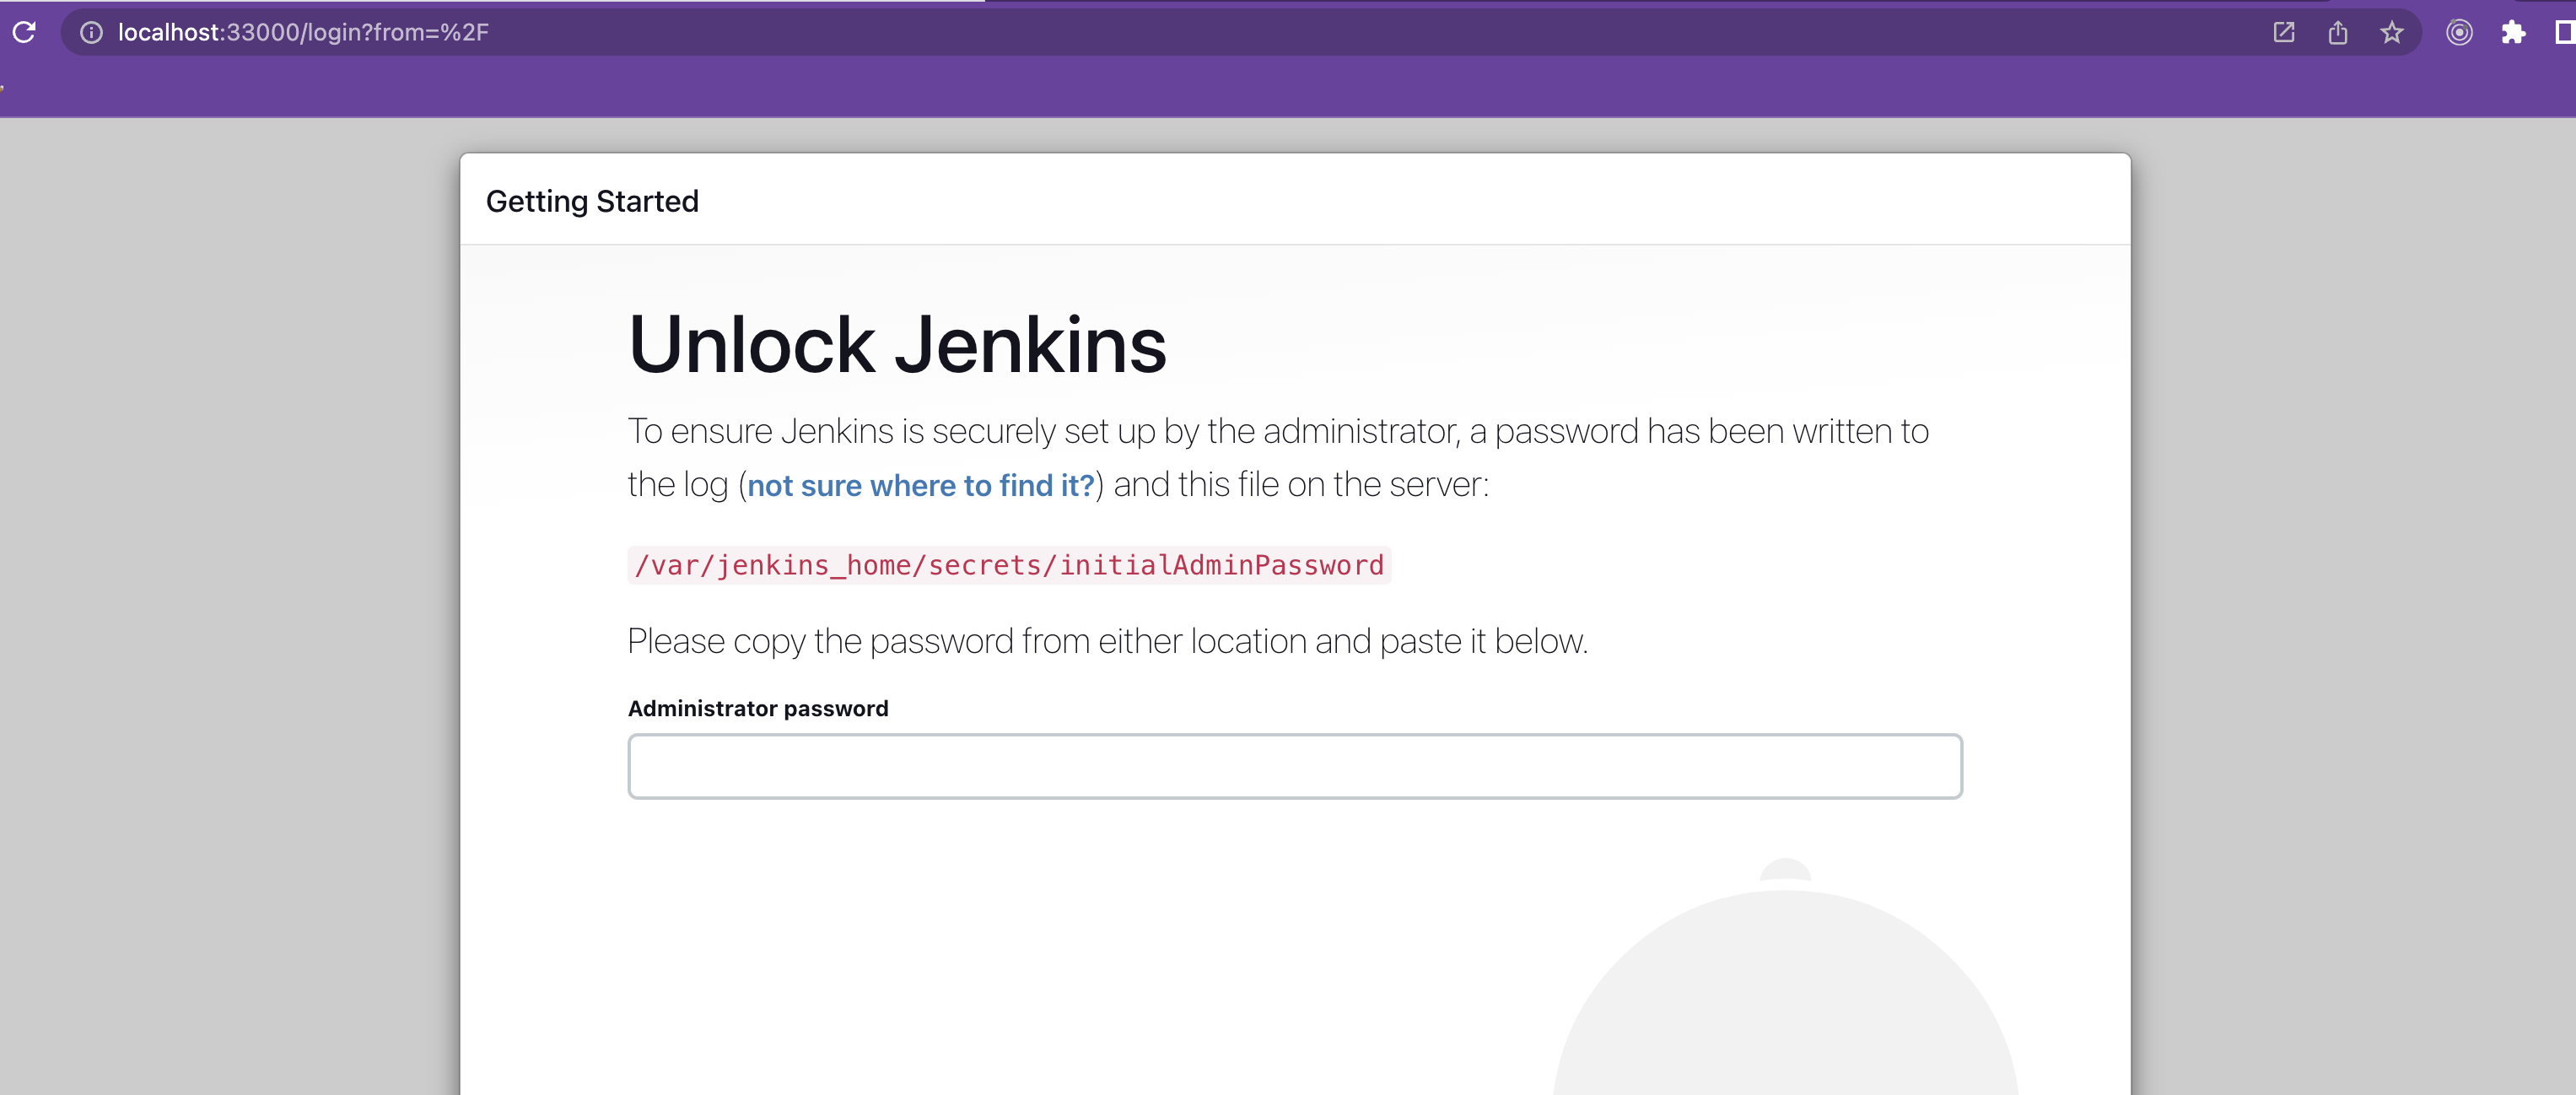 localhost:33000/login?from=%2F
Getting Started
Unlock Jenkins
To ensure Jenkins is securely set up by the administrator, a password has been written to
the log (not sure where to find it?) and this file on the server:
/var/jenkins_home/secrets/initialAdminPassword
Please copy the password from either location and paste it below.
Administrator password